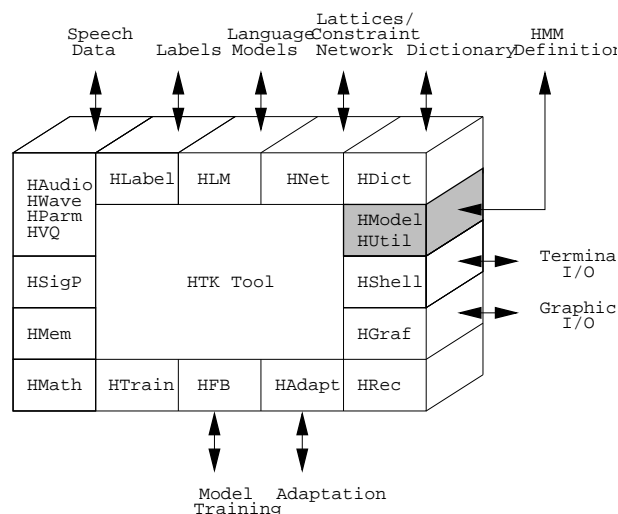 Lattices/
Speech Language Constraint HMM
Data Labels Models Network Dictionary Definition
HAudio
HWave
HParm
HVQ
HLabel HLM HNet HDict
HModel
HUtil
HSigP HTK Tool HShell
Termina
I/O
HMem HGraf
Graphic
I/O
HMath HTrain HFB HAdapt HRec
Model Adaptation
Training